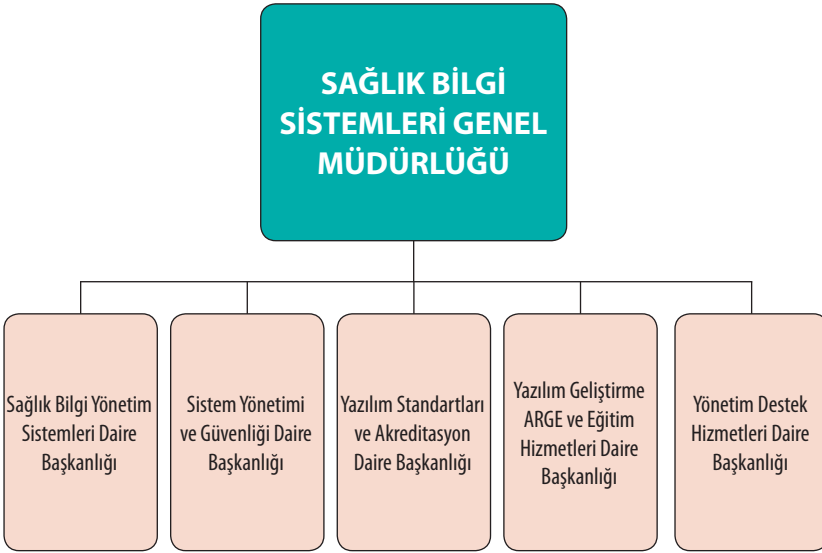 SAĞLIK BİLGİ
SİSTEMLERİ GENEL
MÜDÜRLÜĞÜ
Sağlık Bilgi Yönetim
Sistemleri Daire
Başkanlığı
Sistem Yönetimi
ve Güvenliği Daire
Başkanlığı
Yazılım Standartları
ve Akreditasyon
Daire Başkanlığı
Yazılım Geliştirme
ARGE ve Eğitim
Hizmetleri Daire
Başkanlığı
Yönetim Destek
Hizmetleri Daire
Başkanlığı